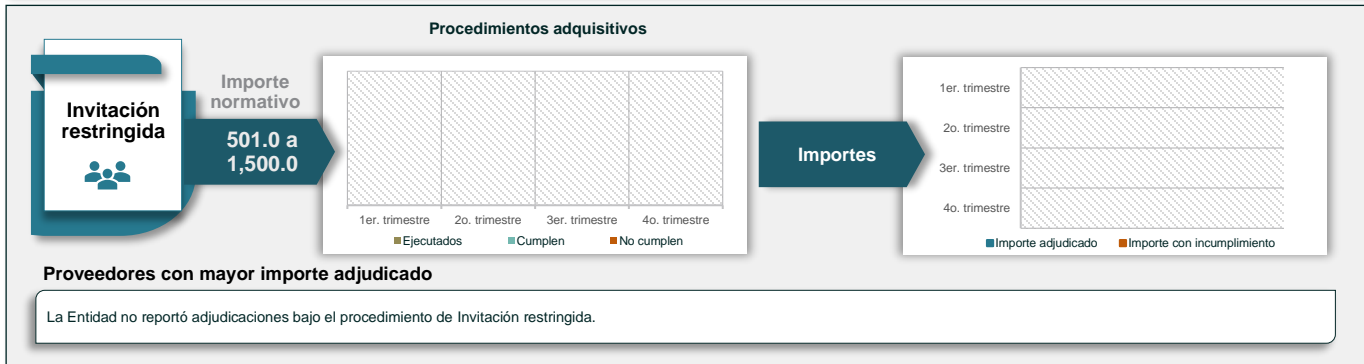 Procedimientos adquisitivos
Invitación
restringida
Importe
normativo
501.0 a
1,500.0
1er. trimestre
2o. trimestre
3er. trimestre
4o. trimestre
Ejecutados
Cumplen
No cumplen
Importes
1er. trimestre
2o. trimestre
3er. trimestre
4o. trimestre
Importe adjudicado
Importe con incumplimiento
Proveedores con mayor importe adjudicado
La Entidad no reportó adjudicaciones bajo el procedimiento de Invitación restringida.